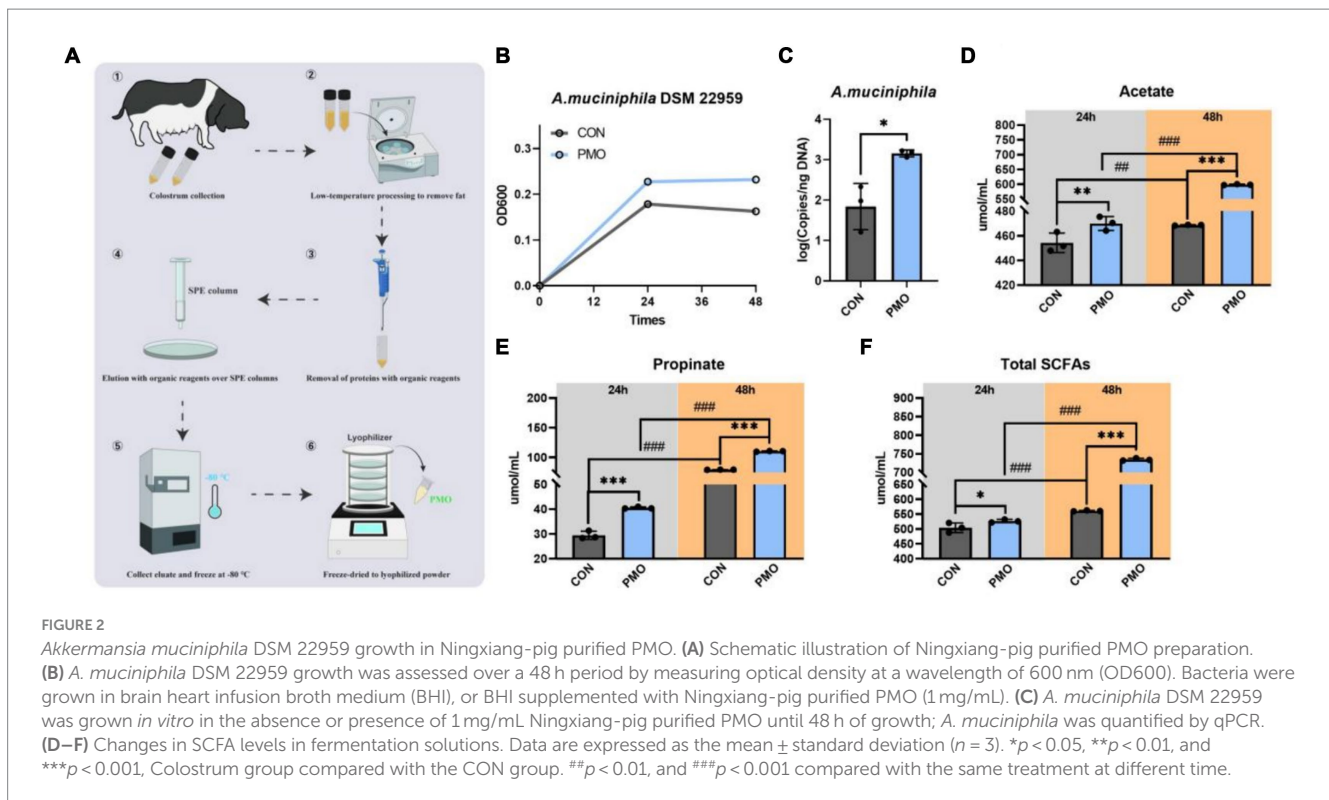 A
①
②
Colostrum collection
Low-temperature processing to remove fat
④
③
SPE column
Elution with organic reagents over SPE columns
Removal of proteins with organic reagents
⑤
⑥
-80 °C
Lyophilizer
PMO
Collect eluate and freeze at -80 °C
Freeze-dried to lyophilized powder
B
A.muciniphila DSM 22959
CON
PMO
OD600
0.3
0.2
0.1
0.0
0 12 24 36 48
Times
C
A.muciniphila
*
log(Copies/ng DNA)
4
3
2
1
0
CON PMO
D
Acetate
24h 48h
###
##
***
**
umol/mL
800
750
700
650
600
550
500
480
460
440
420
CON PMO CON PMO
E
Propinate
24h 48h
###
###
***
***
umol/mL
200
150
100
50
40
30
20
CON PMO CON PMO
F
Total SCFAs
24h 48h
###
###
***
*
umol/mL
900
850
800
750
700
650
600
550
500
450
400
CON PMO CON PMO
FIGURE 2
Akkermansia muciniphila DSM 22959 growth in Ningxiang-pig purified PMO. (A) Schematic illustration of Ningxiang-pig purified PMO preparation.
(B) A. muciniphila DSM 22959 growth was assessed over a 48 h period by measuring optical density at a wavelength of 600 nm (OD600). Bacteria were
grown in brain heart infusion broth medium (BHI), or BHI supplemented with Ningxiang-pig purified PMO (1 mg/mL). (C) A. muciniphila DSM 22959
was grown in vitro in the absence or presence of 1 mg/mL Ningxiang-pig purified PMO until 48 h of growth; A. muciniphila was quantified by qPCR.
(D–F) Changes in SCFA levels in fermentation solutions. Data are expressed as the mean ± standard deviation (n = 3). *p < 0.05, **p < 0.01, and
***p < 0.001, Colostrum group compared with the CON group. ##p < 0.01, and ###p < 0.001 compared with the same treatment at different time.